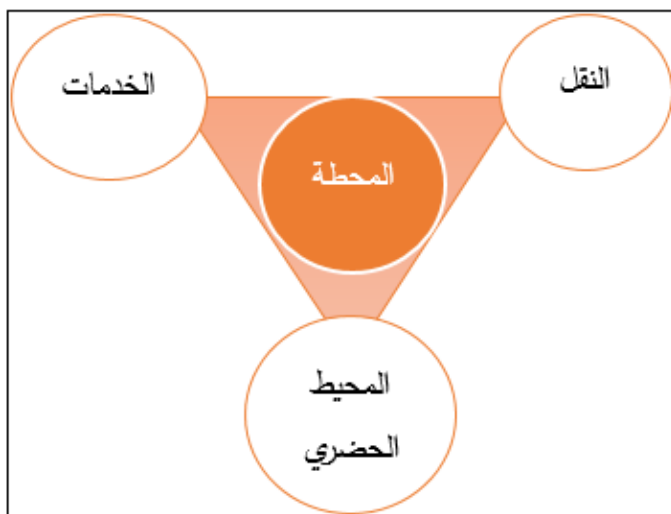 النقل
الخدمات
المحطة
المحيط
الحضري